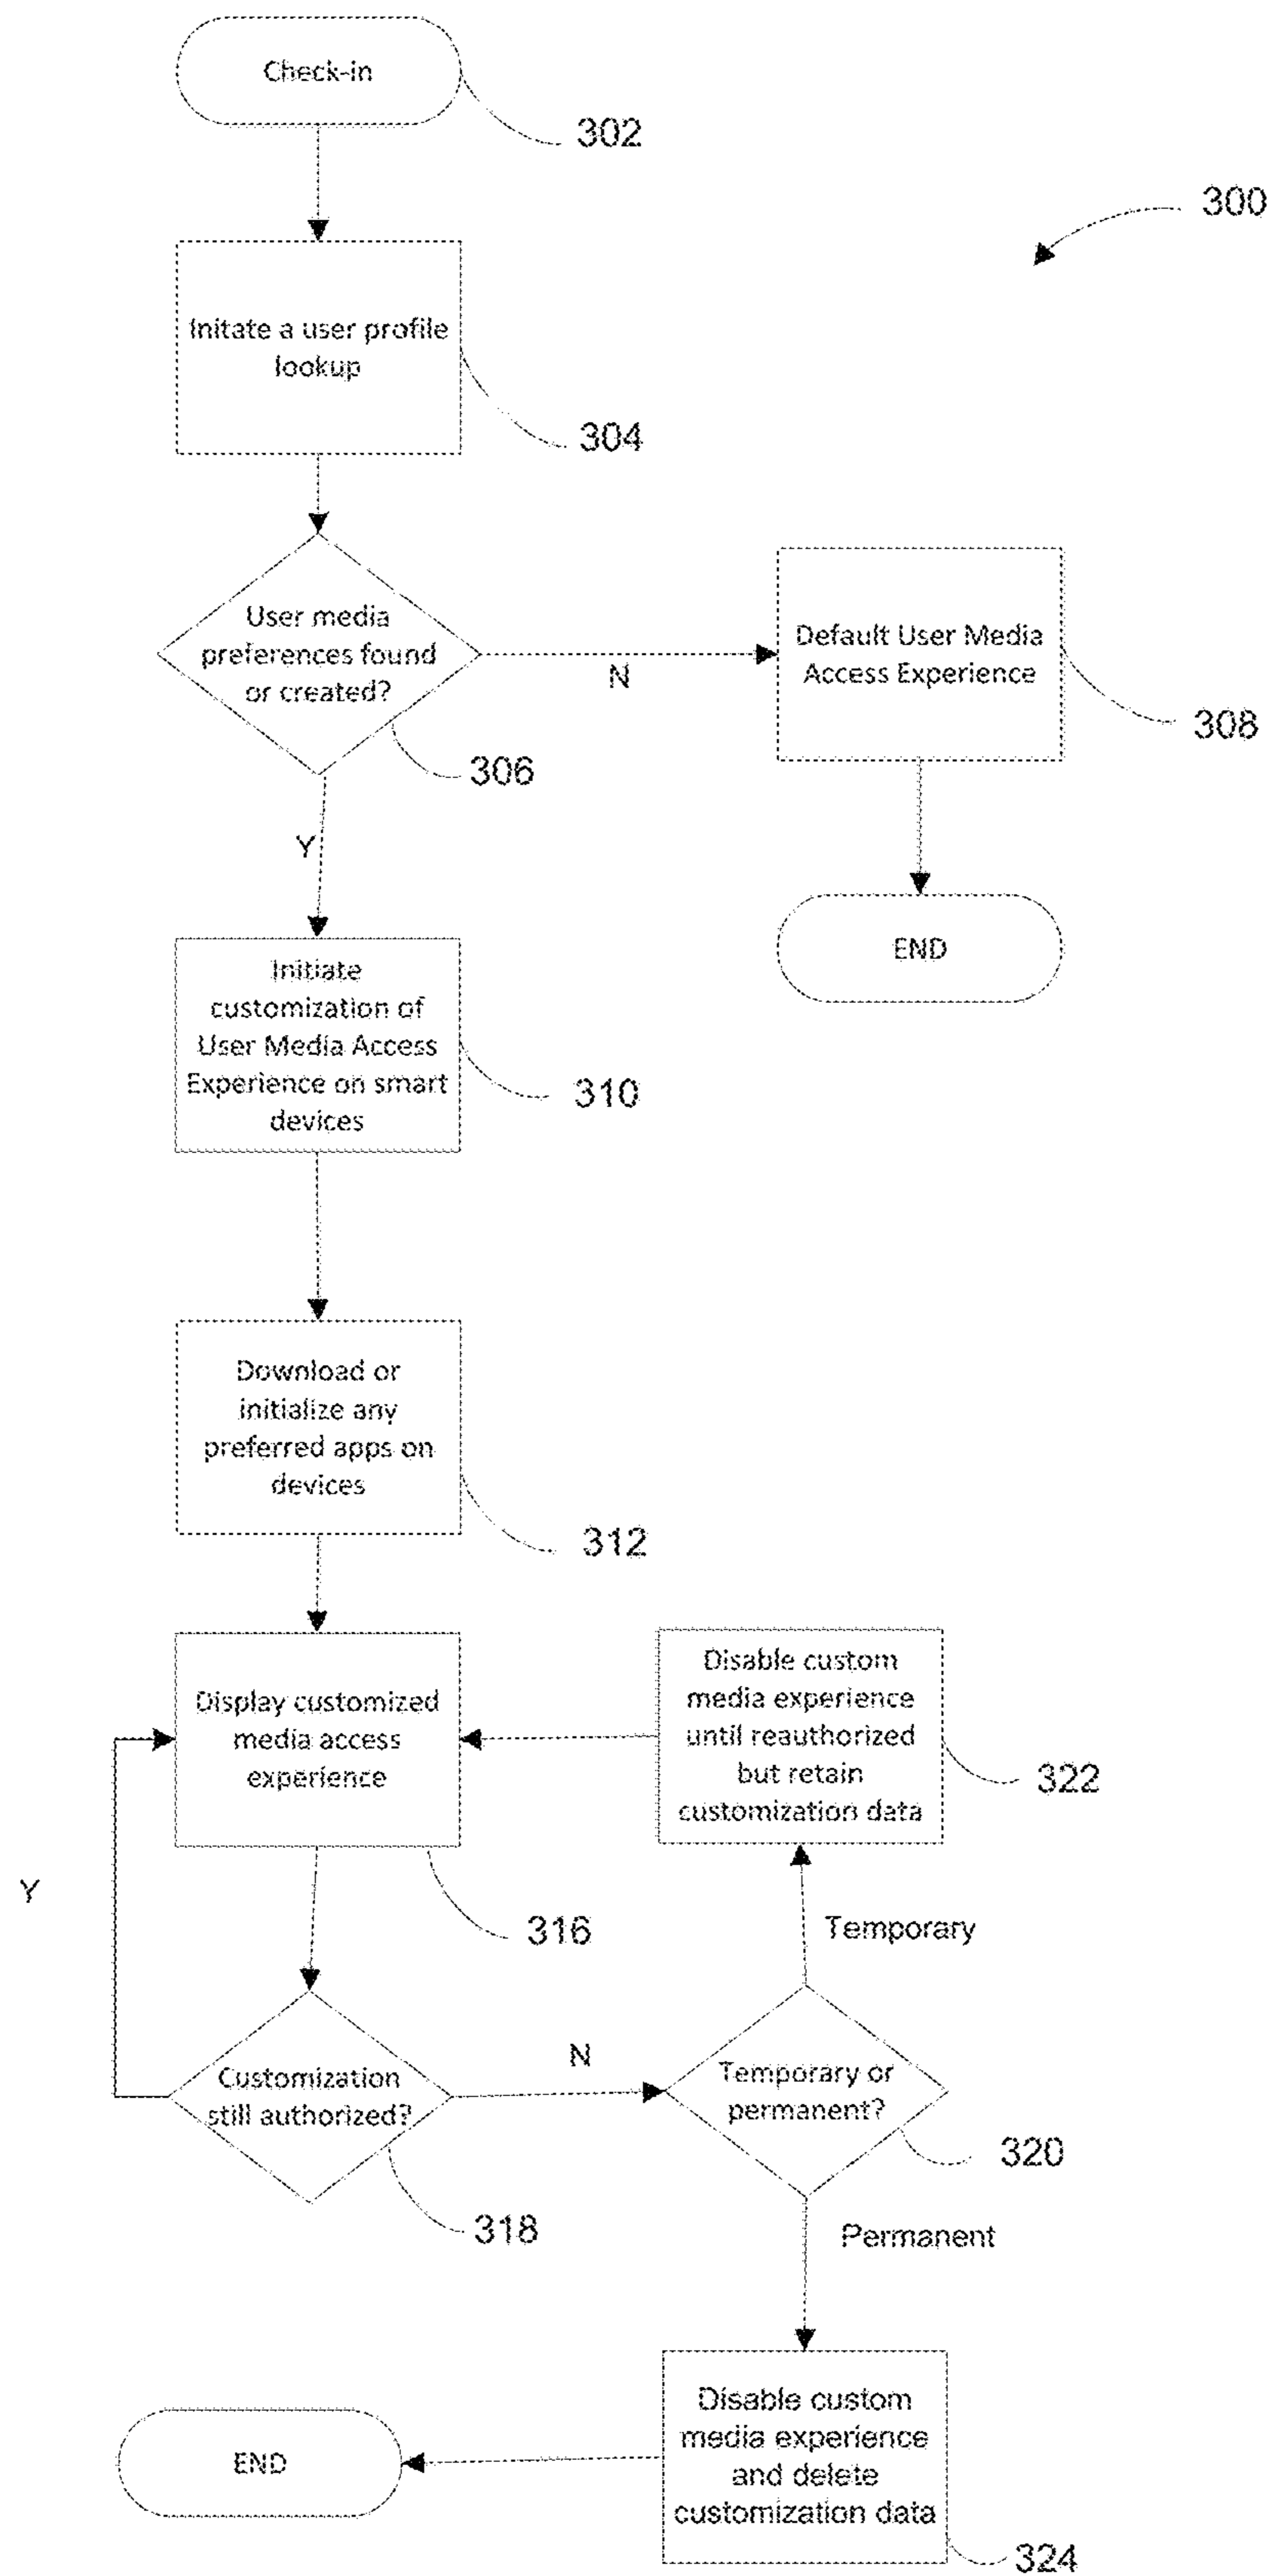 Check-in
302
300
Initate a user profile
lookup
304
User media
preferences found
or created?
306
N
Default User Media
Access Experience
308
Y
END
Initiate
customization of
User Media Access
Experience on smart
devices
310
Download or
initialize any
preferred apps on
devices
312
Display customized
media access
experience
316
Disable custom
media experience
until reauthorized
but retain
customization data
322
Y
Temporary
Customization
still authorized?
318
N
Temporary or
permanent?
320
Permanent
Disable custom
media experience
and delete
customization data
324
END